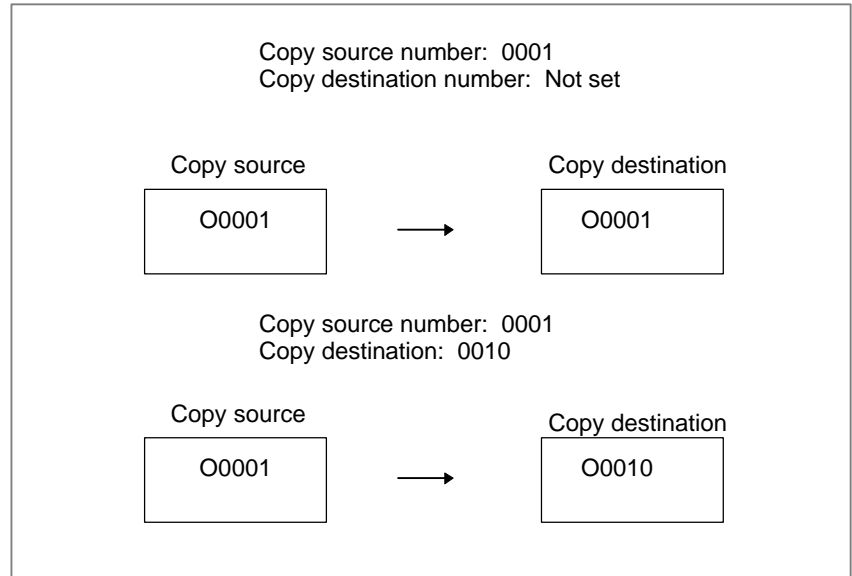 Copy source number: 0001
Copy destination number: Not set
Copy source
Copy destination
O0001
O0001
Copy source number: 0001
Copy destination: 0010
Copy source
Copy destination
O0001
O0010